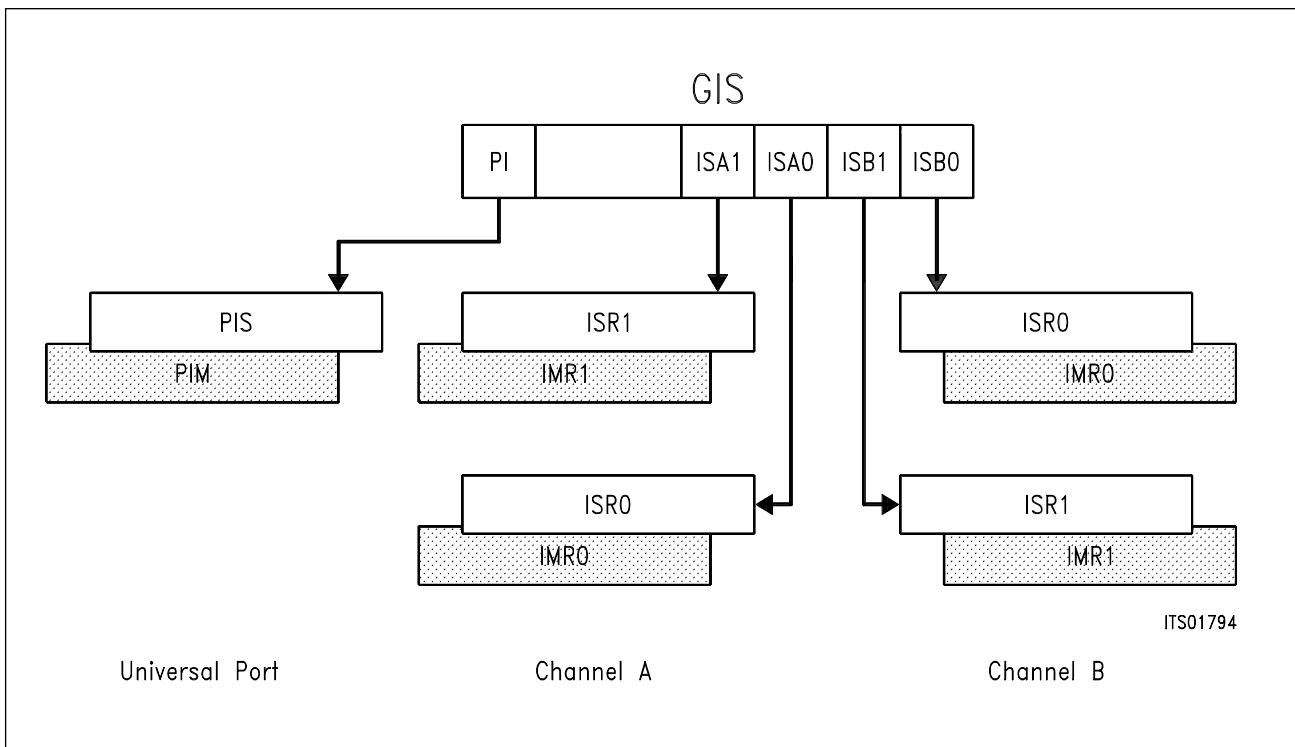 GIS
PI ISA1 ISA0 ISB1 ISB0
PIS ISR1 ISR0
PIM IMR1 IMR0
ISR0 ISR1
IMR0 IMR1
ITS01794
Universal Port Channel A Channel B